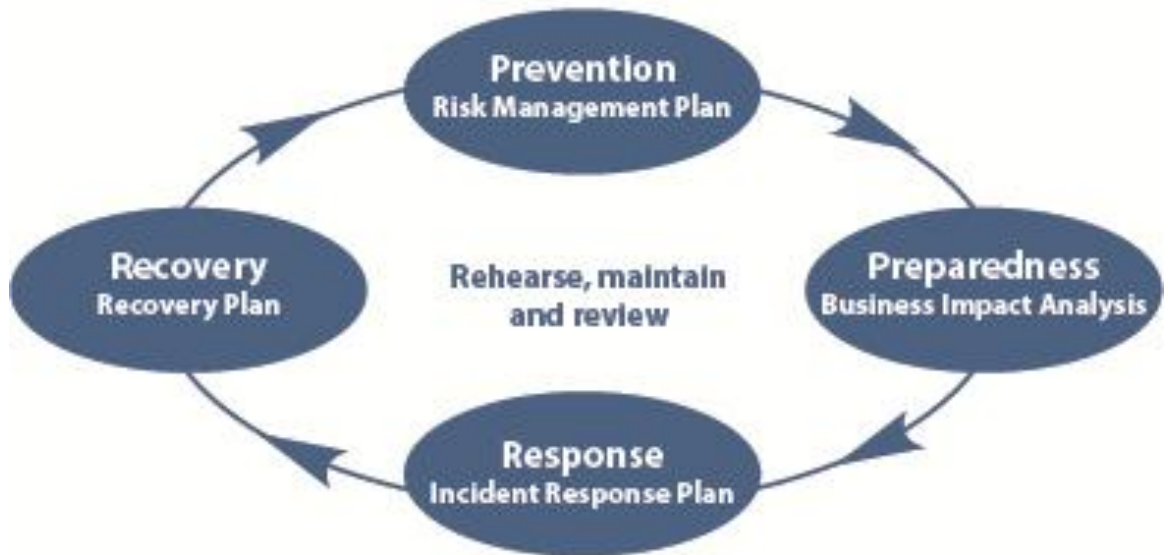 Prevention
Risk Management Plan
Preparedness
Business Impact Analysis
Response
Incident Response Plan
Recovery
Recovery Plan
Rehearse, maintain
and review